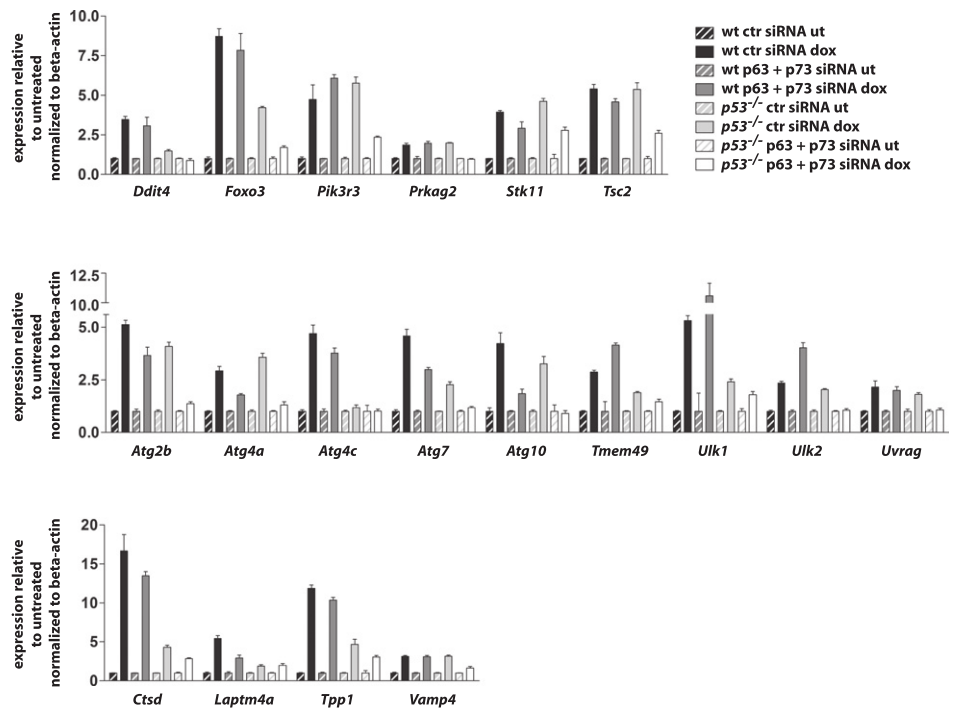 expression relative
to untreated
normalized to beta-actin
10.0
7.5
5.0
2.5
0.0
Ddit4 Foxo3 Pik3r3 Prkag2 Stk11 Tsc2
wt ctr siRNA ut
wt ctr siRNA dox
wt p63 + p73 siRNA ut
wt p63 + p73 siRNA dox
p53-/- ctr siRNA ut
p53-/- ctr siRNA dox
p53-/- p63 + p73 siRNA ut
p53-/- p63 + p73 siRNA dox
expression relative
to untreated
normalized to beta-actin
12.5
10.0
5.0
2.5
0.0
Atg2b Atg4a Atg4c Atg7 Atg10 Tmem49 Ulk1 Ulk2 Uvrag
expression relative
to untreated
normalized to beta-actin
20
15
10
5
0
Ctsd Laptm4a Tpp1 Vamp4